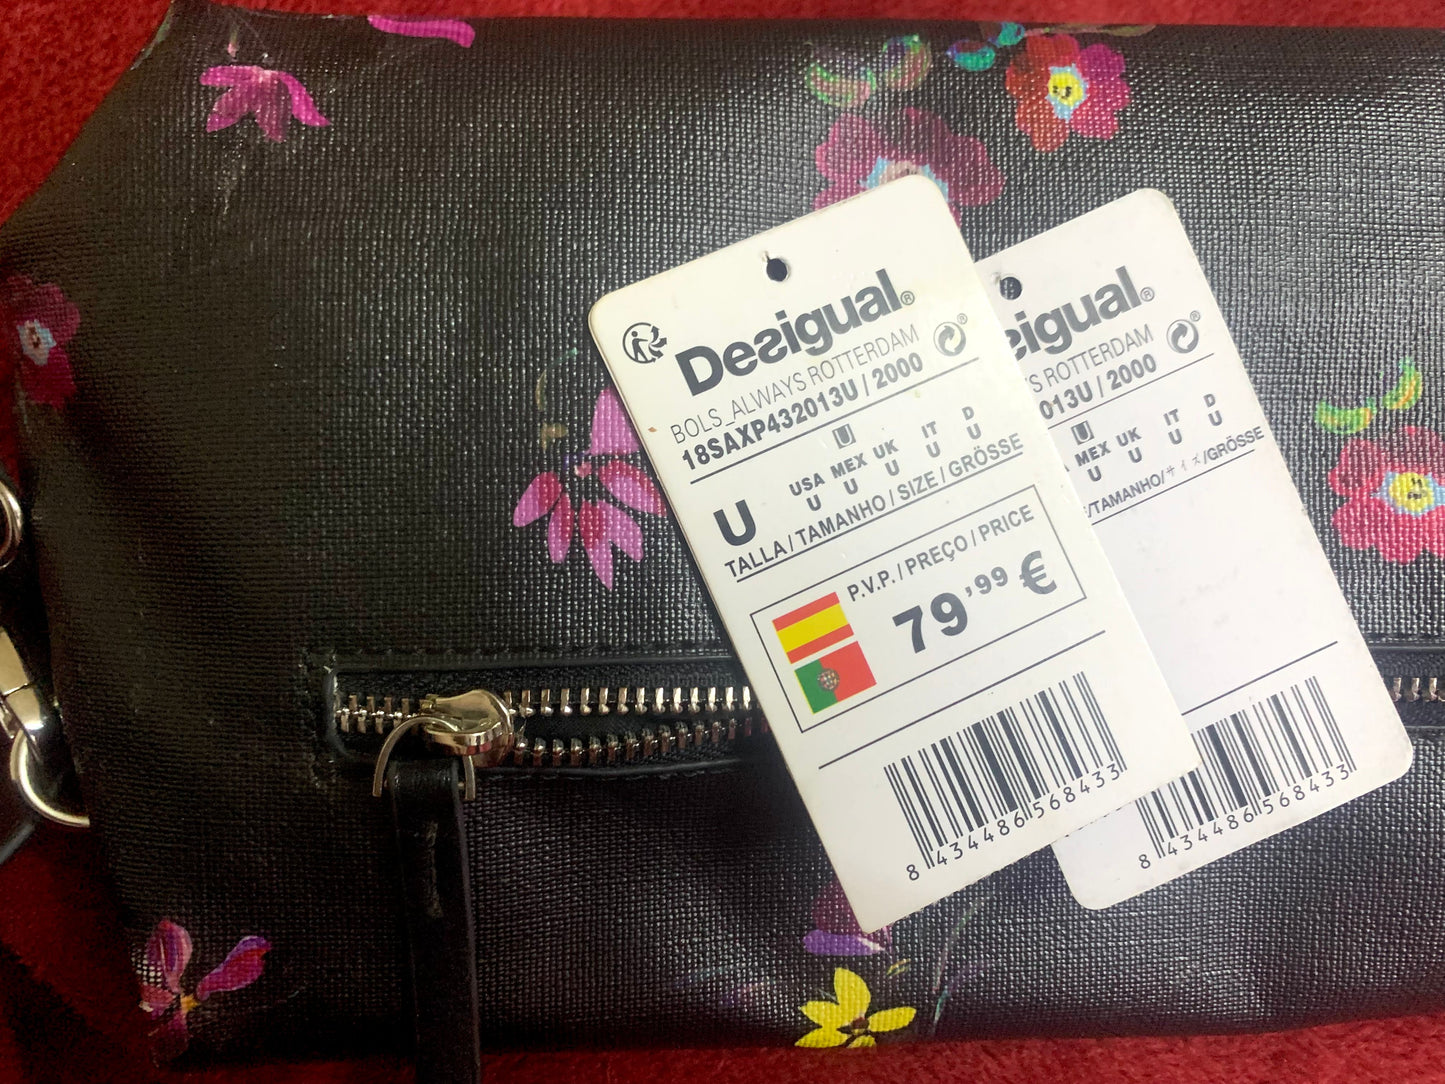 Desigual®
BOLS_ALWAYS ROTTERDAM
18SAXP432013U / 2000
U
USA MEX UK IT D
U U U U U
U
TALLA / TAMANHO / SIZE / GRÖSSE
P.V.P. / PREÇO / PRICE
79,99 €
8 434486 568433
sigual®
S ROTTERDAM
013U / 2000
U
MEX UK IT D
U U U U
/TAMANHO/サイズ/GRÖSSE
8 434486 568433